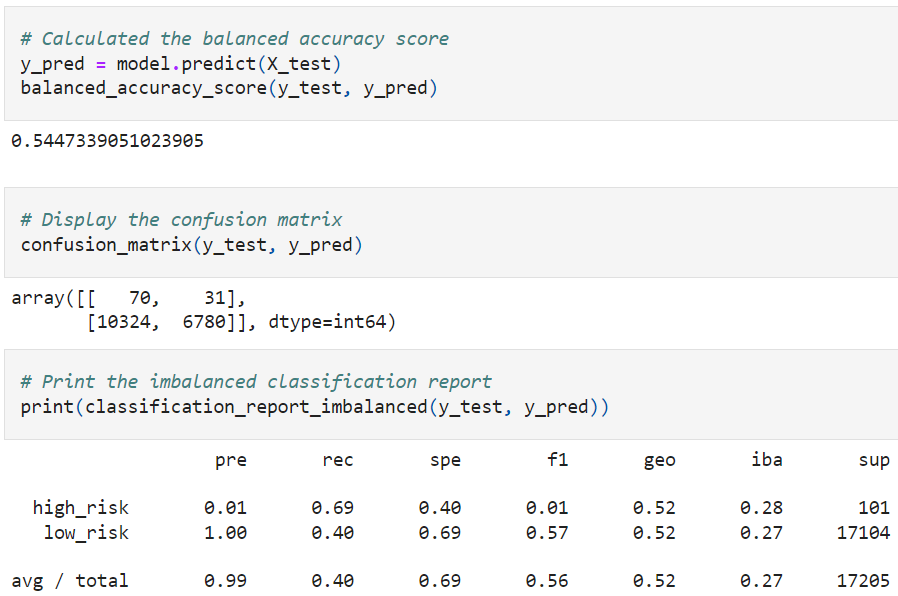 # Calculated the balanced accuracy score
y_pred = model.predict(X_test)
balanced_accuracy_score(y_test, y_pred)
0.5447339051023905
# Display the confusion matrix
confusion_matrix(y_test, y_pred)
array([[   70,    31],
       [10324,  6780]], dtype=int64)
# Print the imbalanced classification report
print(classification_report_imbalanced(y_test, y_pred))
pre rec spe f1 geo iba sup
high_risk 0.01 0.69 0.40 0.01 0.52 0.28 101
low_risk 1.00 0.40 0.69 0.57 0.52 0.27 17104
avg / total 0.99 0.40 0.69 0.56 0.52 0.27 17205